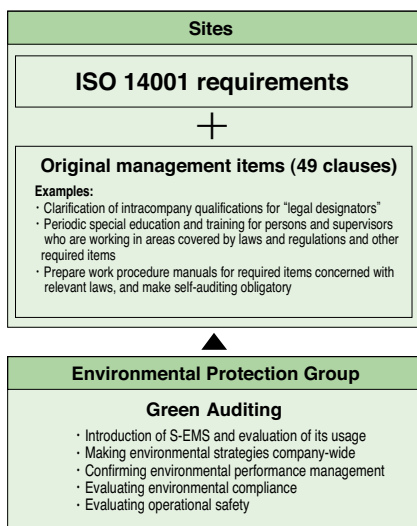 Sites
ISO 14001 requirements
+
Original management items (49 clauses)
Examples:
・Clarification of intracompany qualifications for “legal designators”
・Periodic special education and training for persons and supervisors
who are working in areas covered by laws and regulations and other
required items
・Prepare work procedure manuals for required items concerned with
relevant laws, and make self-auditing obligatory
Environmental Protection Group
Green Auditing
・Introduction of S-EMS and evaluation of its usage
・Making environmental strategies company-wide
・Confirming environmental performance management
・Evaluating environmental compliance
・Evaluating operational safety